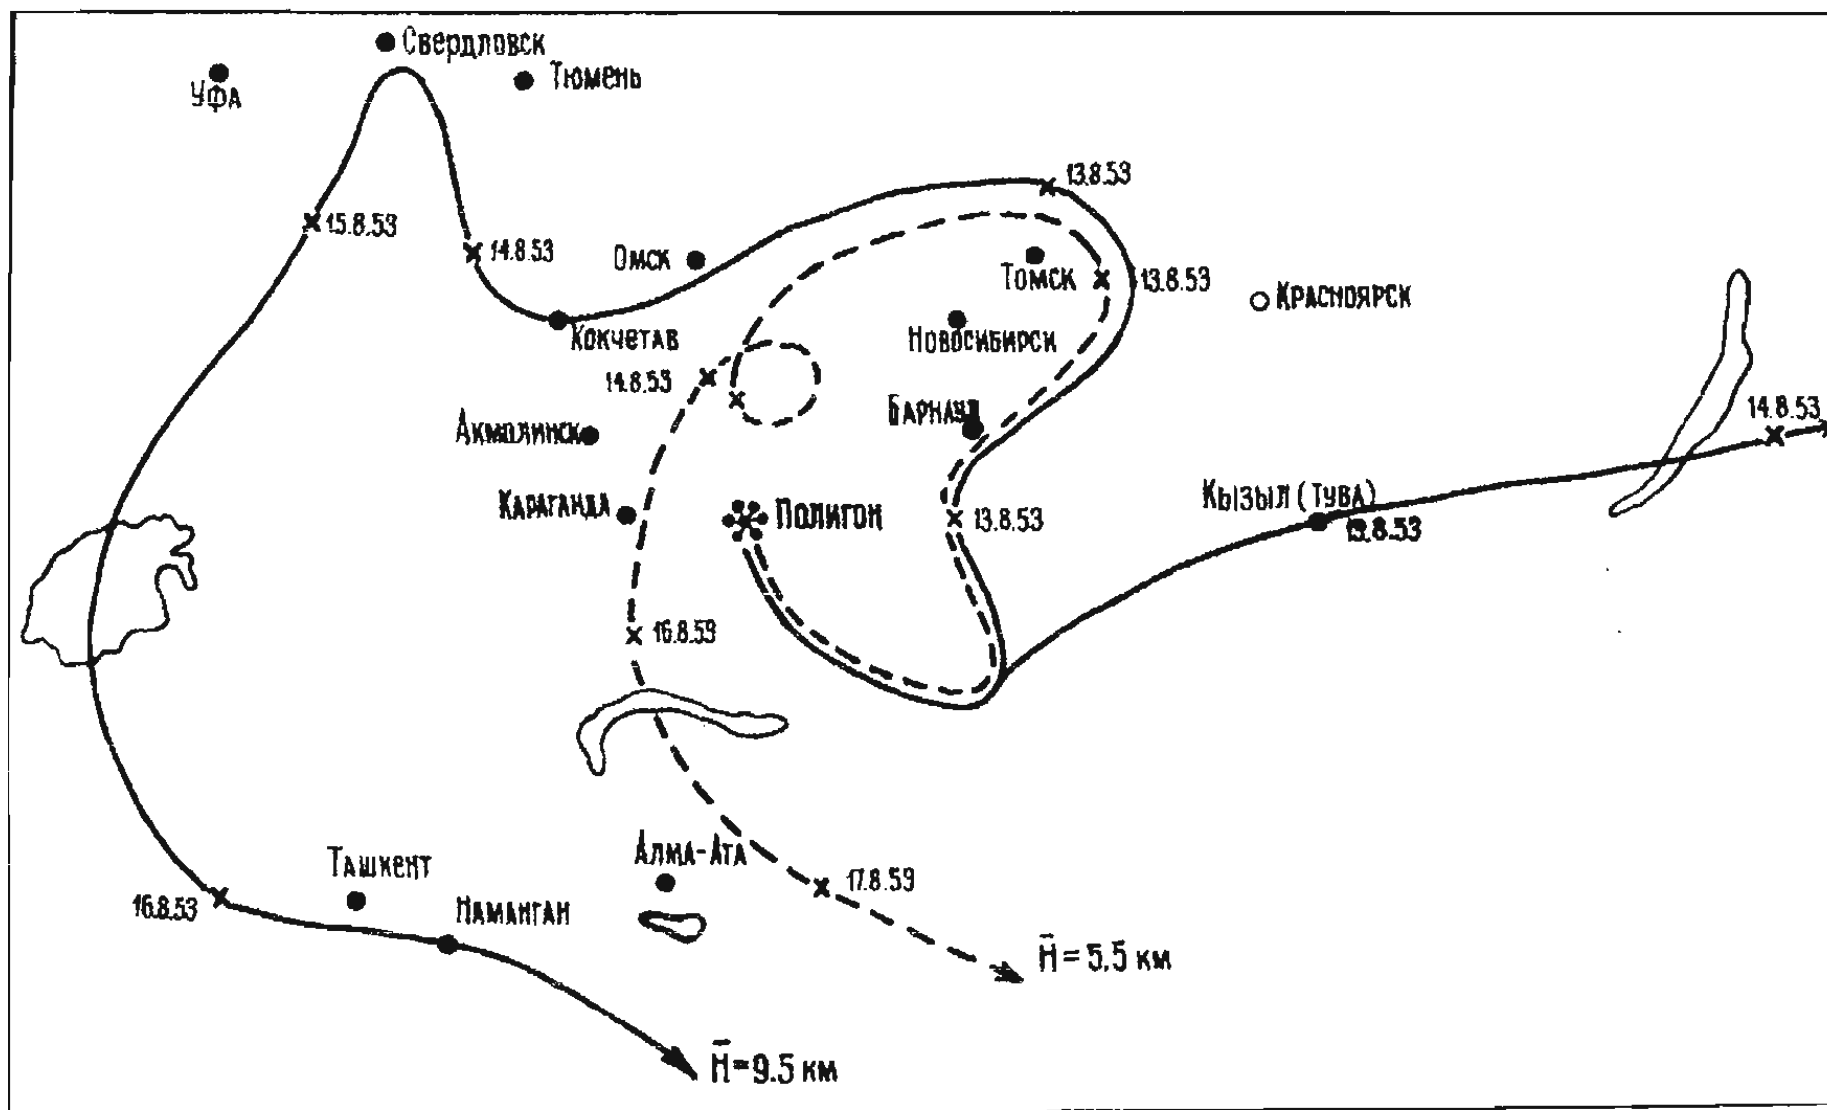 Свердловск
Уфа
Тюмень
13.8.53
15.8.53
14.8.53
Омск
Томск
13.8.53
Красноярск
Кокчетав
Новосибирск
14.8.53
Барнаул
14.8.53
Акмолинск
Караганда
Полигон
13.8.53
Кызыл (Тува)
13.8.53
16.8.53
Ташкент
Алма-Ата
17.8.53
16.8.53
Наманган
H̄ = 5,5 км
H̄=9.5 км